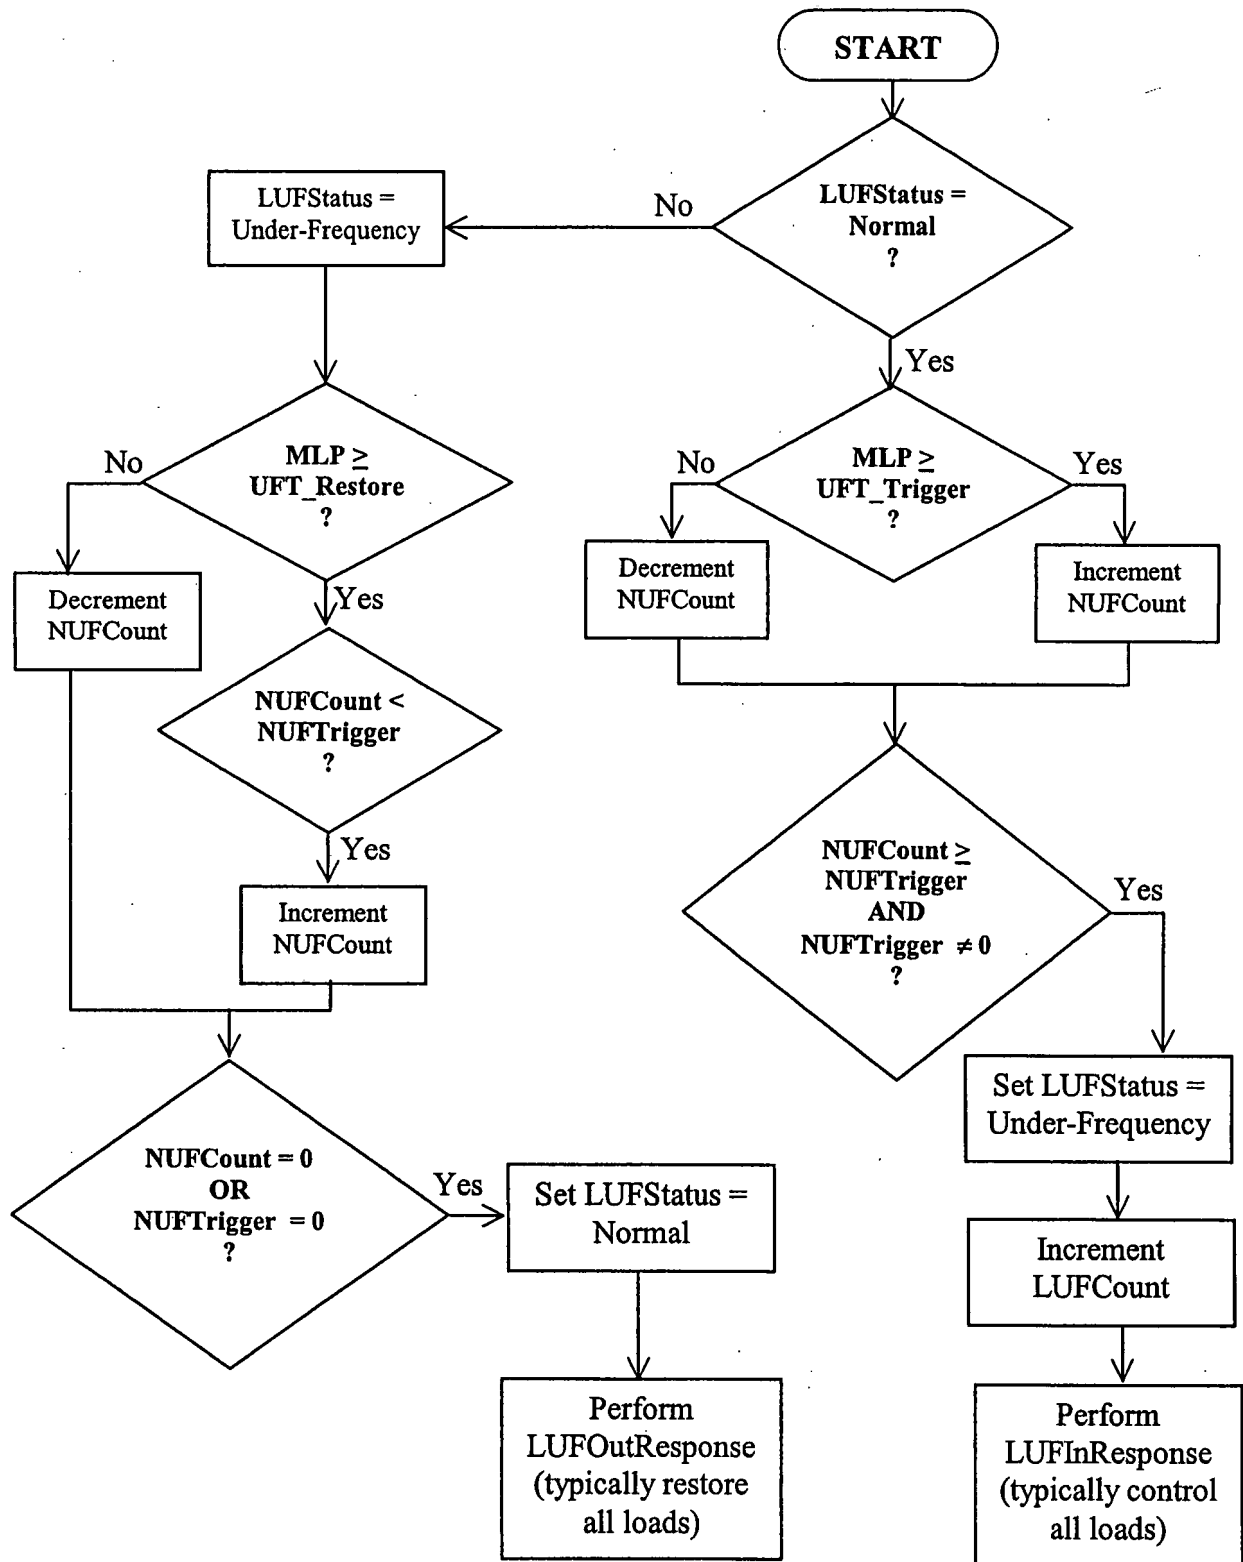 START
LUFStatus =
Normal
?
No
LUFStatus =
Under-Frequency
Yes
MLP ≥
UFT_Restore
?
No
Yes
MLP ≥
UFT_Trigger
?
No
Yes
Decrement
NUFCount
Increment
NUFCount
Decrement
NUFCount
NUFCount <
NUFTrigger
?
Yes
Increment
NUFCount
NUFCount ≥
NUFTrigger
AND
NUFTrigger ≠ 0
?
Yes
Set LUFStatus =
Under-Frequency
Increment
LUFCount
Perform
LUFInResponse
(typically control
all loads)
NUFCount = 0
OR
NUFTrigger = 0
?
Yes
Set LUFStatus =
Normal
Perform
LUFOutResponse
(typically restore
all loads)